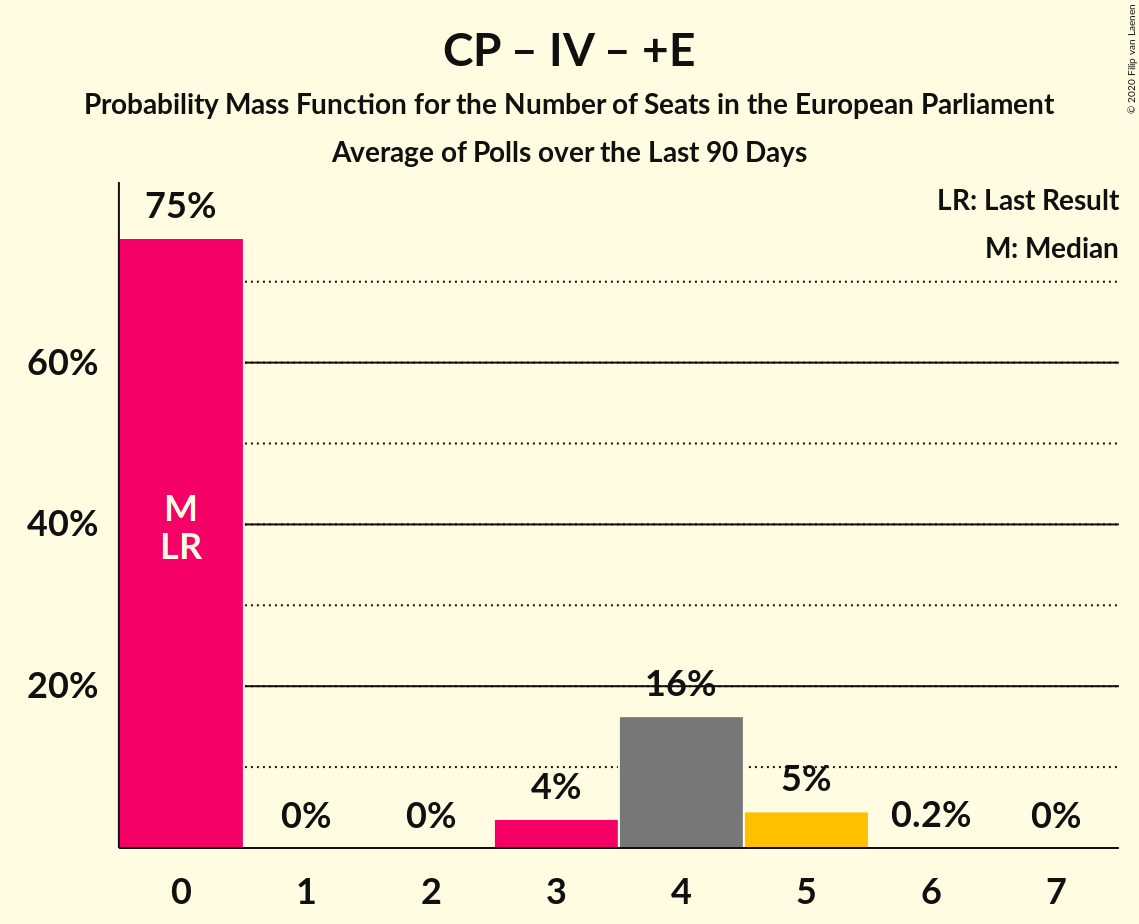 CP – IV – +E
Probability Mass Function for the Number of Seats in the European Parliament
Average of Polls over the Last 90 Days
© 2020 Filip van Laenen
LR: Last Result
M: Median
75%
60%
40%
20%
M
LR
0%
0%
4%
16%
5%
0.2%
0%
0
1
2
3
4
5
6
7